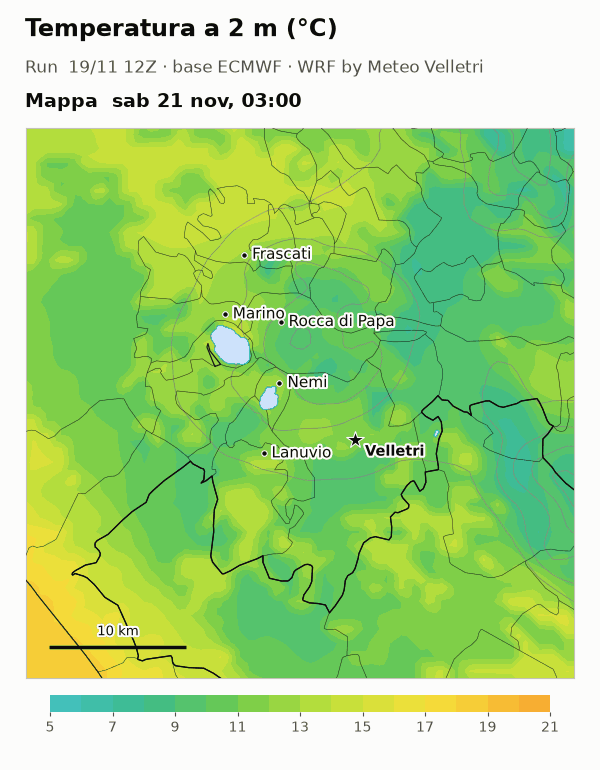 Temperatura a 2 m (°C)
Run  19/11 12Z · base ECMWF · WRF by Meteo Velletri
Mappa  sab 21 nov, 03:00
Frascati
Marino
Rocca di Papa
Nemi
Velletri
Lanuvio
10 km
5 7 9 11 13 15 17 19 21